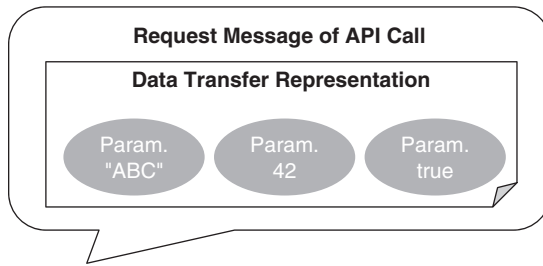 Request Message of API Call
Data Transfer Representation
Param.
"ABC"
Param.
42
Param.
true